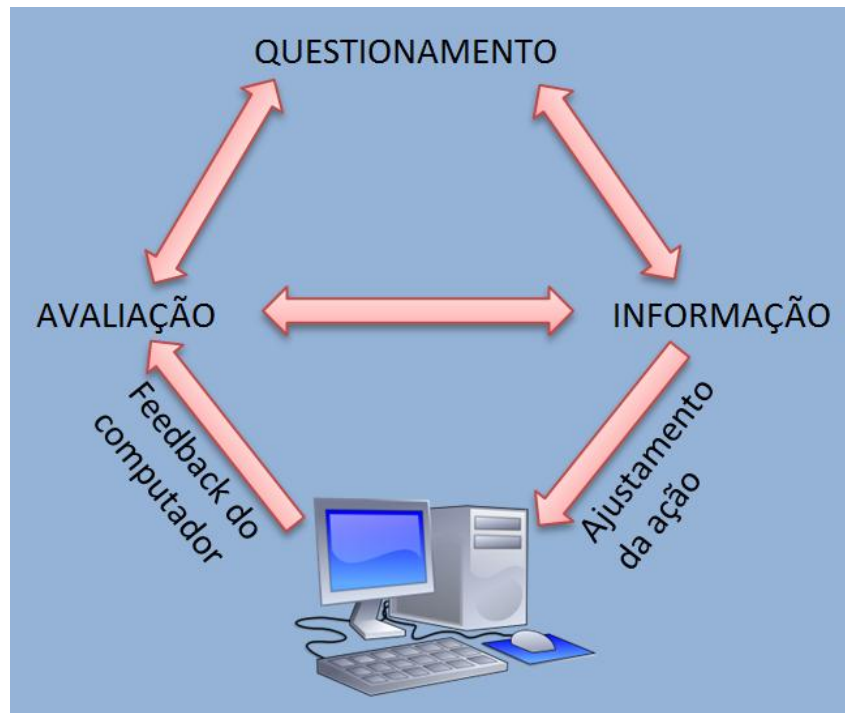 QUESTIONAMENTO
AVALIAÇÃO
INFORMAÇÃO
Feedback do
computador
Ajustamento
da ação